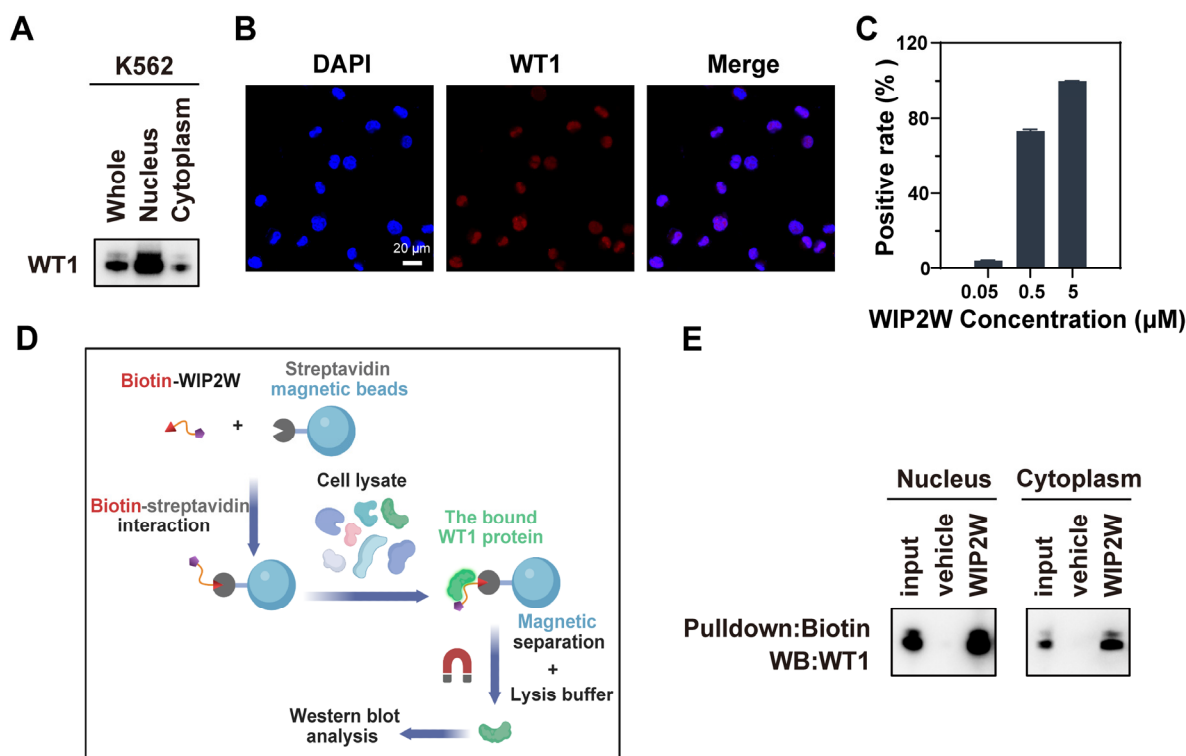 A
K562
Whole
Nucleus
Cytoplasm
WT1
B
DAPI
WT1
Merge
20 μm
C
Positive rate (% )
120
80
40
0
0.05
0.5
5
WIP2W Concentration (μM)
D
Biotin-WIP2W
+
Streptavidin
magnetic beads
Biotin-streptavidin
interaction
Cell lysate
The bound
WT1 protein
Magnetic
separation
+
Lysis buffer
Western blot
analysis
E
Nucleus
Cytoplasm
input
vehicle
WIP2W
input
vehicle
WIP2W
Pulldown:Biotin
WB:WT1